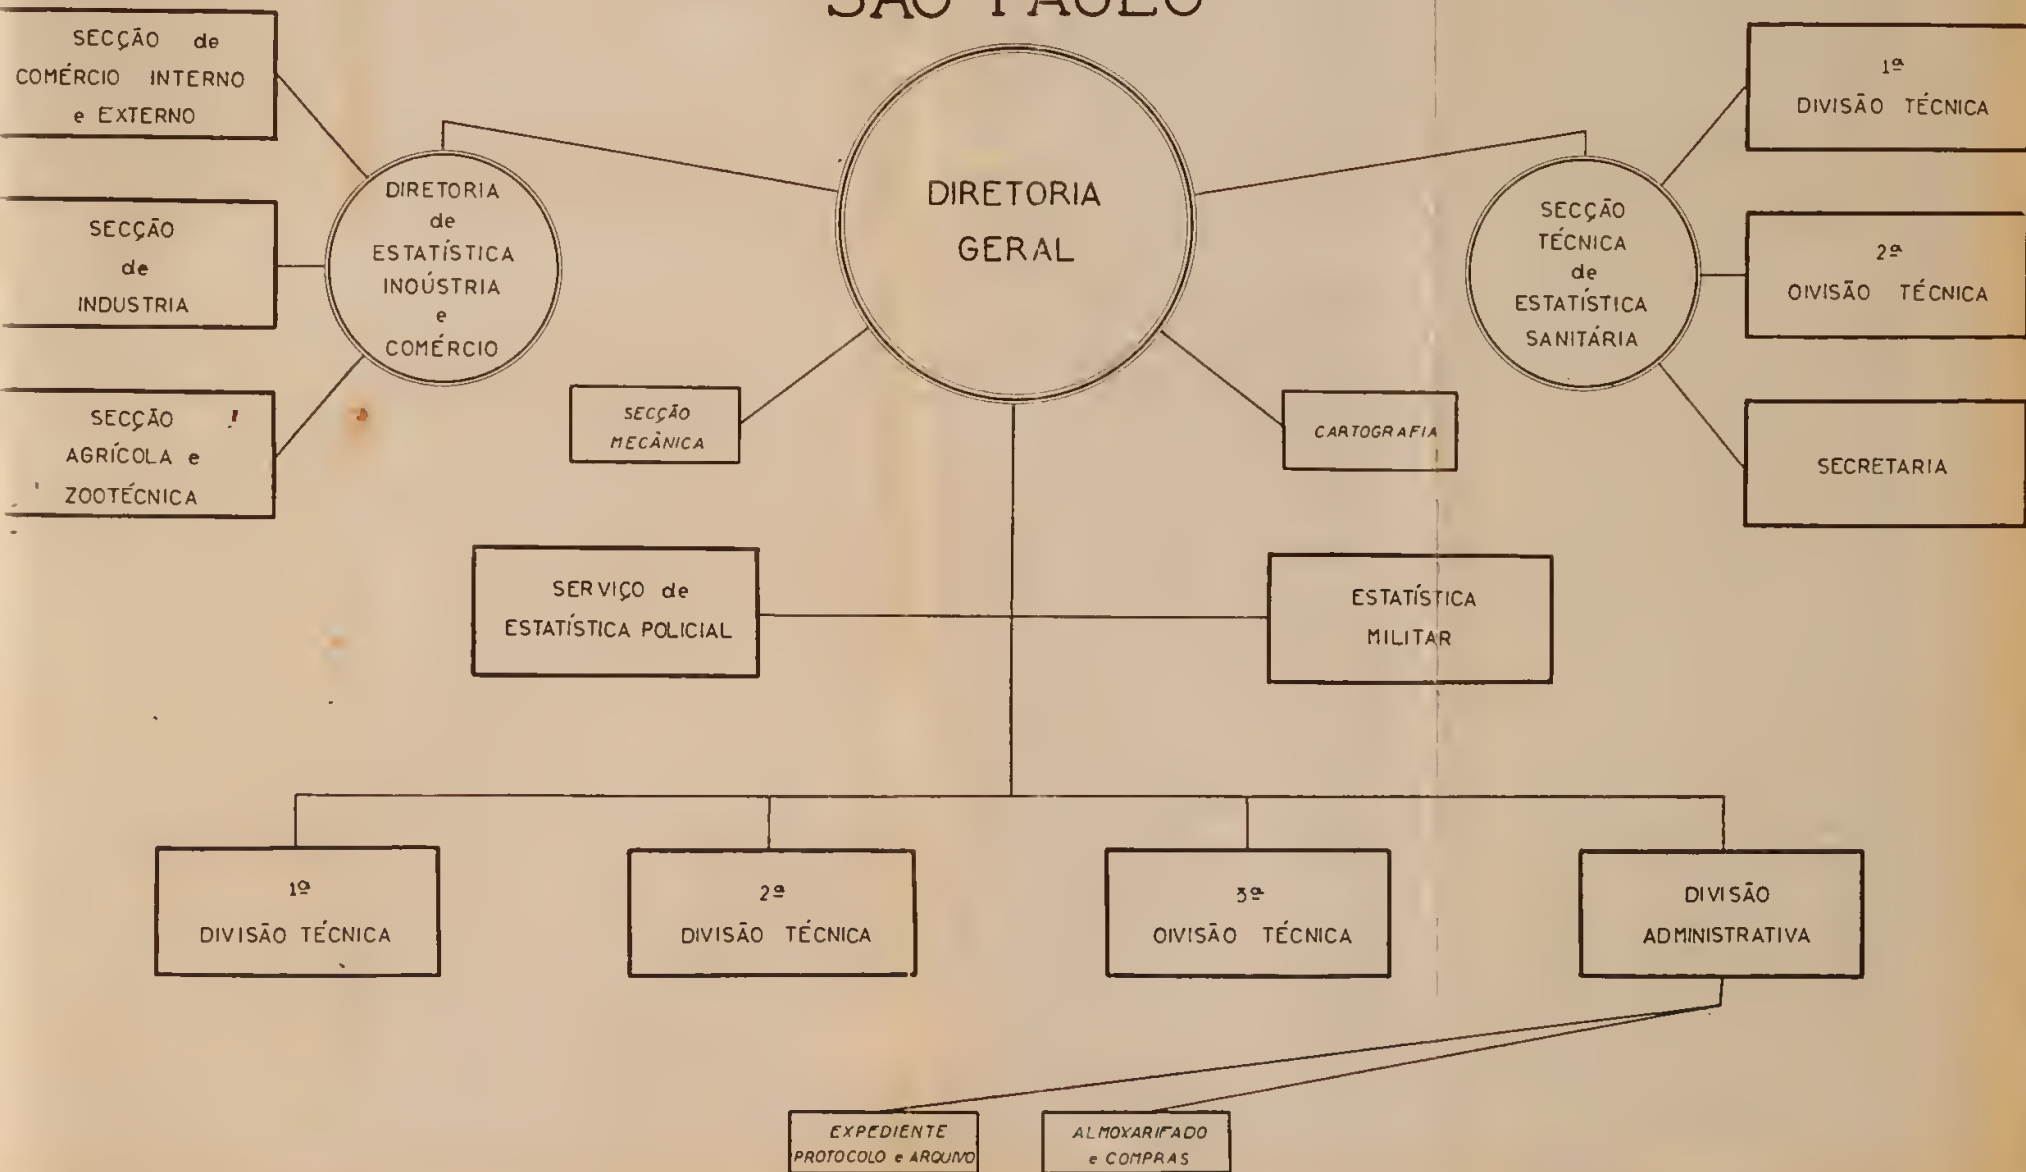 SÃO PAULO
SECÇÃO de
COMÉRCIO INTERNO
e EXTERNO
DIRETORIA
GERAL
1ª
DIVISÃO TÉCNICA
DIRETORIA
de
ESTATÍSTICA
INOÚSTRIA
e
COMÉRCIO
SECÇÃO
TÉCNICA
de
ESTATÍSTICA
SANITÁRIA
SECÇÃO
de
INDUSTRIA
2ª
OIVISÃO TÉCNICA
SECÇÃO
AGRÍCOLA e
ZOOTÉCNICA
SECÇÃO
MECÂNICA
CARTOGRAFIA
SECRETARIA
SERVIÇO de
ESTATÍSTICA POLICIAL
ESTATÍSTICA
MILITAR
1ª
DIVISÃO TÉCNICA
2ª
DIVISÃO TÉCNICA
3ª
OIVISÃO TÉCNICA
DIVISÃO
ADMINISTRATIVA
EXPEDIENTE
PROTOCOLO e ARQUIVO
ALMOXARIFADO
e COMPRAS